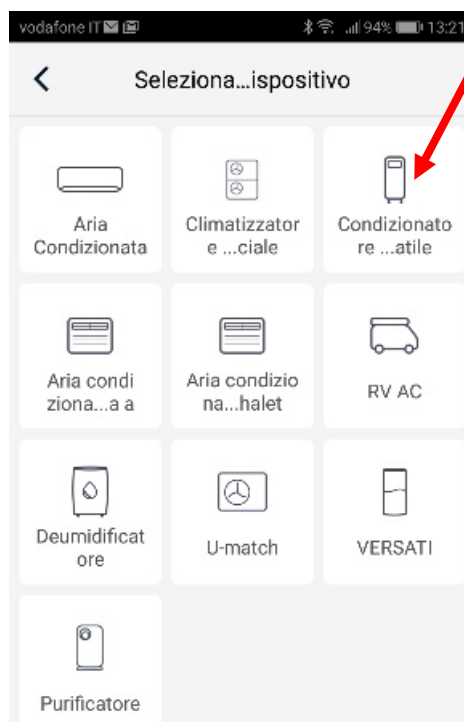 vodafone IT 94% 13:21
Seleziona...ispositivo
Aria
Condizionata
Climatizzator
e ...ciale
Condizionato
re ...atile
Aria condi
ziona...a a
Aria condizio
na...halet
RV AC
Deumidificat
ore
U-match
VERSATI
Purificatore